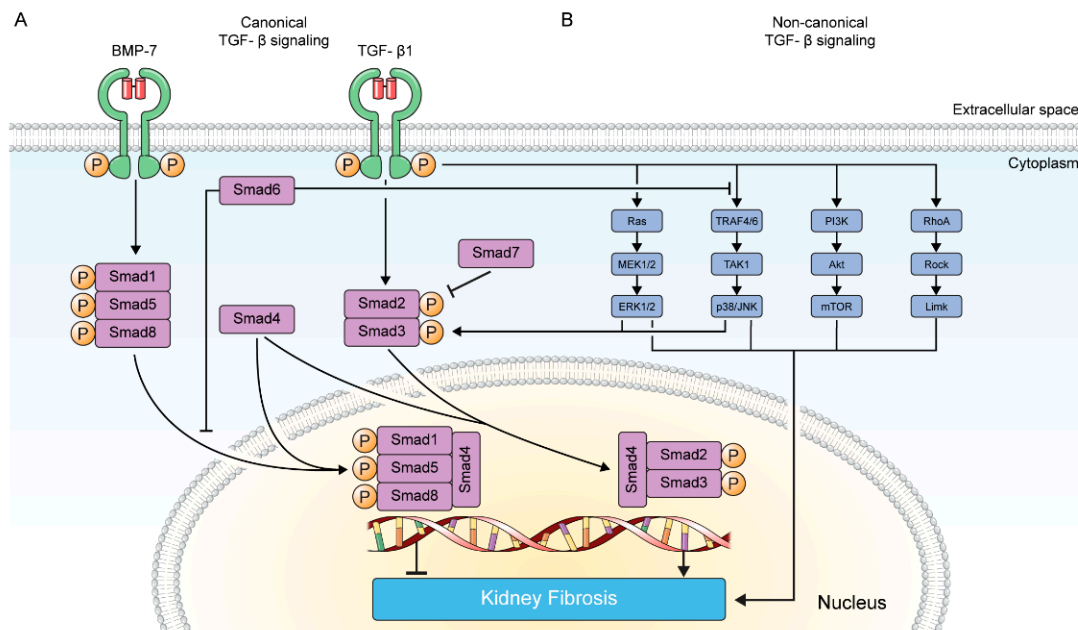 A
Canonical
TGF- β signaling
B
Non-canonical
TGF- β signaling
BMP-7
TGF- β1
Extracellular space
Cytoplasm
P
P
P
P
Smad6
Ras
TRAF4/6
PI3K
RhoA
Smad7
MEK1/2
TAK1
Akt
Rock
P
Smad1
P
Smad5
P
Smad8
Smad2
P
Smad3
P
ERK1/2
p38/JNK
mTOR
Limk
Smad4
P
Smad1
P
Smad5
P
Smad8
Smad4
Smad4
Smad2
P
Smad3
P
Kidney Fibrosis
Nucleus